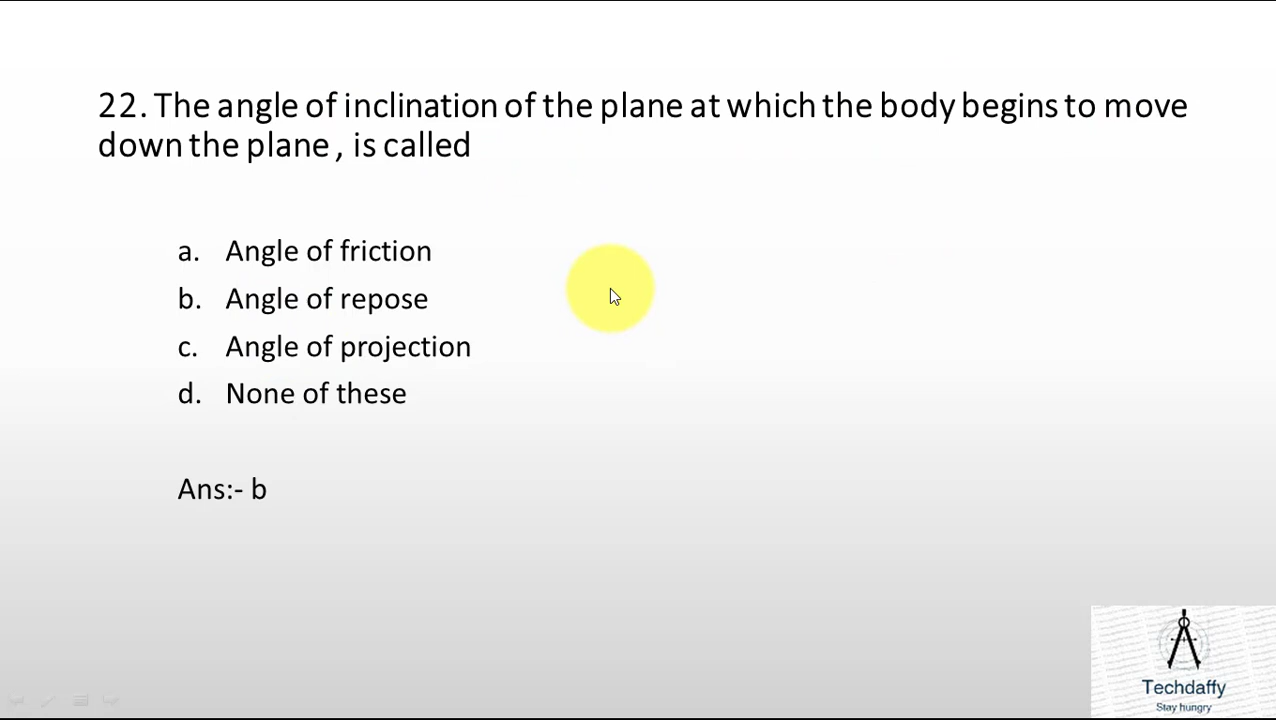 22. The angle of inclination of the plane at which the body begins to move
down the plane , is called
a. Angle of friction
b. Angle of repose
c. Angle of projection
d. None of these
Ans:- b
Techdaffy
Stay hungry